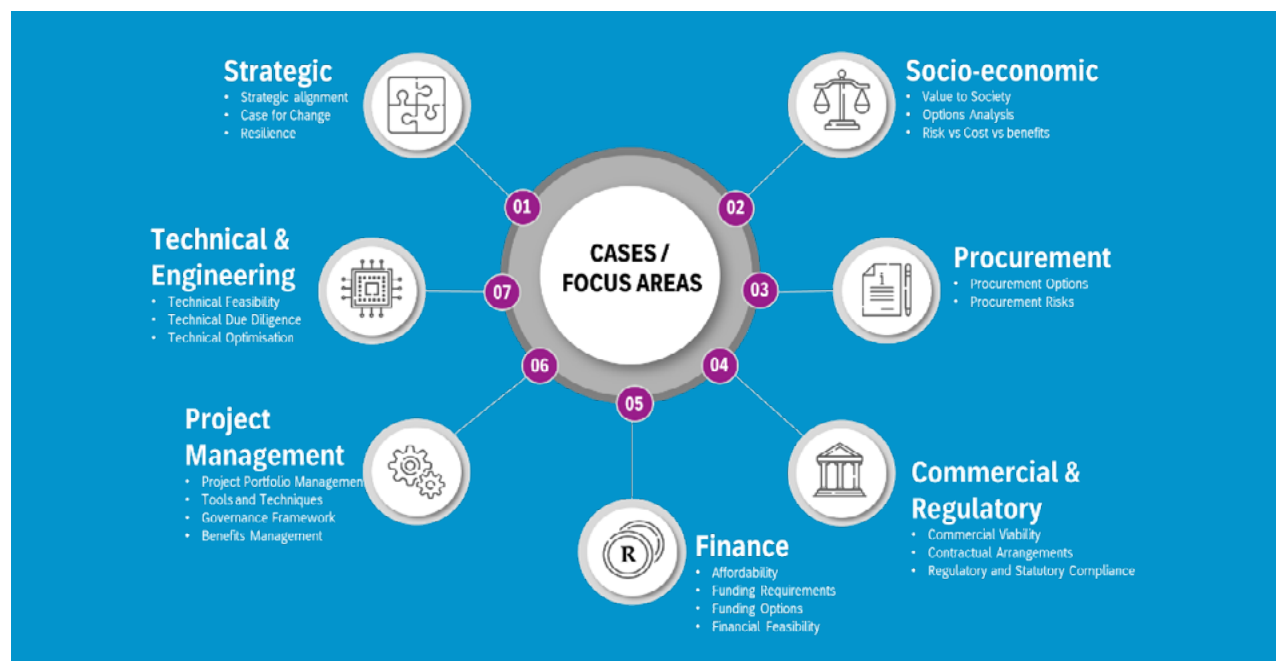 CASES /
FOCUS AREAS
01
Strategic
• Strategic alignment
• Case for Change
• Resilience
02
Socio-economic
• Value to Society
• Options Analysis
• Risk vs Cost vs benefits
03
Procurement
• Procurement Options
• Procurement Risks
04
Commercial &
Regulatory
• Commercial Viability
• Contractual Arrangements
• Regulatory and Statutory Compliance
05
R
Finance
• Affordability
• Funding Requirements
• Funding Options
• Financial Feasibility
06
Project
Management
• Project Portfolio Management
• Tools and Techniques
• Governance Framework
• Benefits Management
07
Technical &
Engineering
• Technical Feasibility
• Technical Due Diligence
• Technical Optimisation